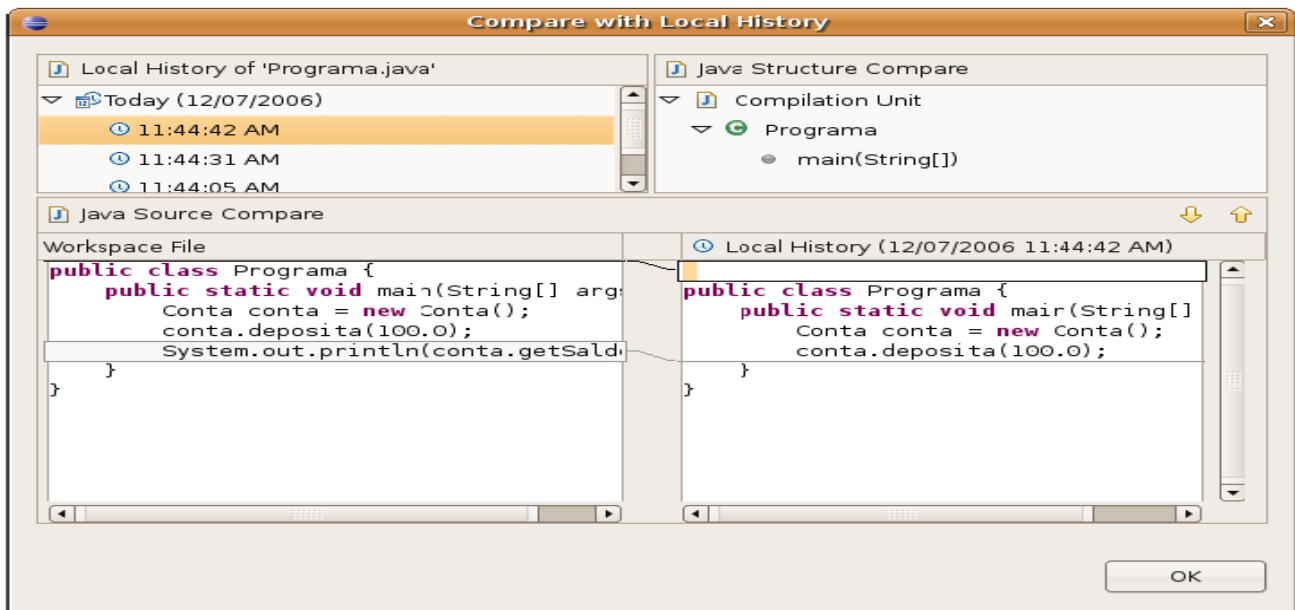 Compare with Local History
Local History of 'Programa.java'
Today (12/07/2006)
11:44:42 AM
11:44:31 AM
11:44:05 AM
Java Structure Compare
Compilation Unit
Programa
main(String[])
Java Source Compare
Workspace File
public class Programa {
public static void main(String[] arg
Conta conta = new Conta();
conta.deposita(100.0);
System.out.println(conta.getSald
}
}
Local History (12/07/2006 11:44:42 AM)
public class Programa {
public static void main(String[]
Conta conta = new Conta();
conta.deposita(100.0);
}
}
OK